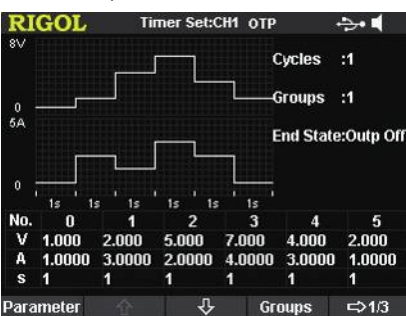 RIGOL Timer Set:CH1 OTP
8V
Cycles :1
0
Groups :1
5A
End State:Outp Off
0
1s 1s 1s 1s 1s
No. 0 1 2 3 4 5
V 1.000 2.000 5.000 7.000 4.000 2.000
A 1.0000 3.0000 2.0000 4.0000 3.0000 1.0000
s 1 1 1 1 1 1
Parameter Groups 1/3